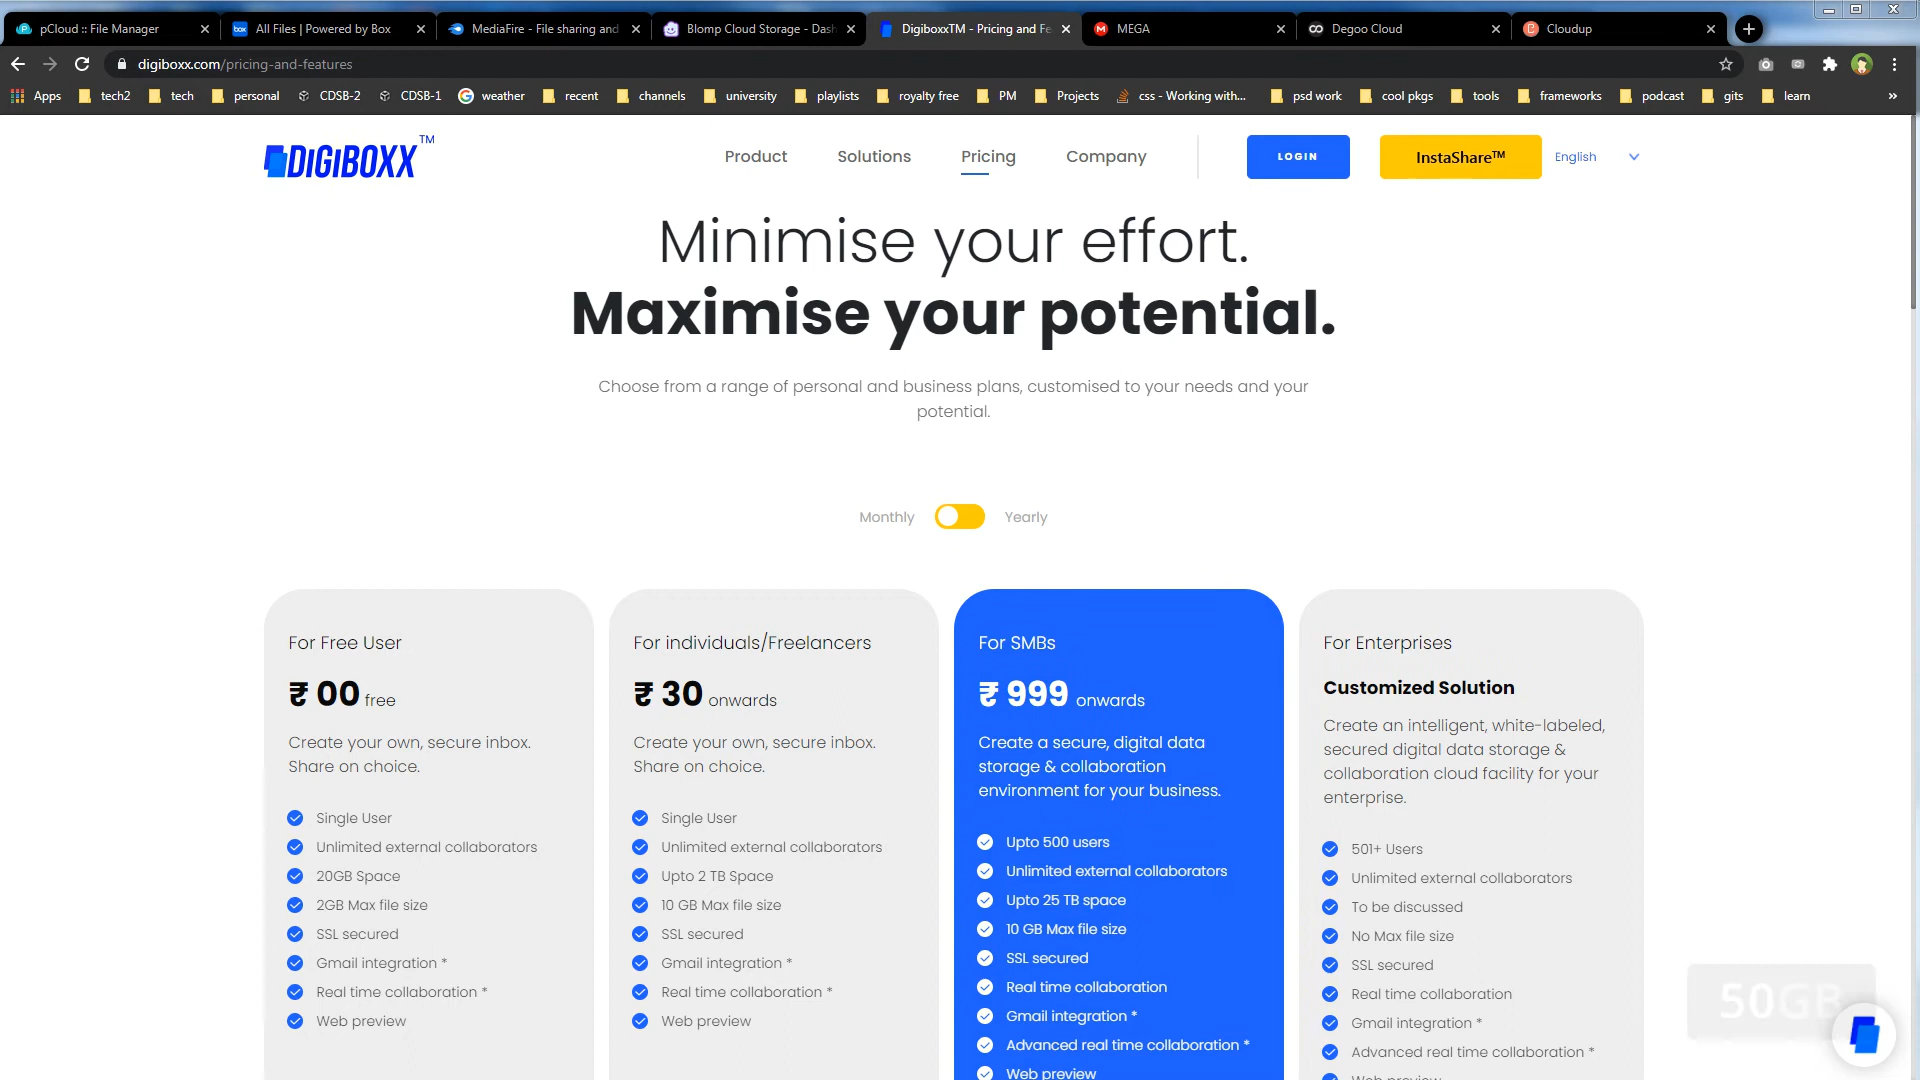 pCloud :: File Manager
All Files | Powered by Box
MediaFire - File sharing and
Blomp Cloud Storage - Dash
DigiboxxTM - Pricing and Fe
MEGA
Degoo Cloud
Cloudup
digiboxx.com/pricing-and-features
Apps
tech2
tech
personal
CDSB-2
CDSB-1
weather
recent
channels
university
playlists
royalty free
PM
Projects
css - Working with...
psd work
cool pkgs
tools
frameworks
podcast
gits
learn
»
DIGIBOXX™
Product
Solutions
Pricing
Company
LOGIN
InstaShare™
English
Minimise your effort.
Maximise your potential.
Choose from a range of personal and business plans, customised to your needs and your
potential.
Monthly
Yearly
For Free User
₹ 00 free
Create your own, secure inbox.
Share on choice.
Single User
Unlimited external collaborators
20GB Space
2GB Max file size
SSL secured
Gmail integration *
Real time collaboration *
Web preview
For individuals/Freelancers
₹ 30 onwards
Create your own, secure inbox.
Share on choice.
Single User
Unlimited external collaborators
Upto 2 TB Space
10 GB Max file size
SSL secured
Gmail integration *
Real time collaboration *
Web preview
For SMBs
₹ 999 onwards
Create a secure, digital data
storage & collaboration
environment for your business.
Upto 500 users
Unlimited external collaborators
Upto 25 TB space
10 GB Max file size
SSL secured
Real time collaboration
Gmail integration *
Advanced real time collaboration *
Web preview
For Enterprises
Customized Solution
Create an intelligent, white-labeled,
secured digital data storage &
collaboration cloud facility for your
enterprise.
501+ Users
Unlimited external collaborators
To be discussed
No Max file size
SSL secured
Real time collaboration
Gmail integration *
Advanced real time collaboration *
Web preview
50GB